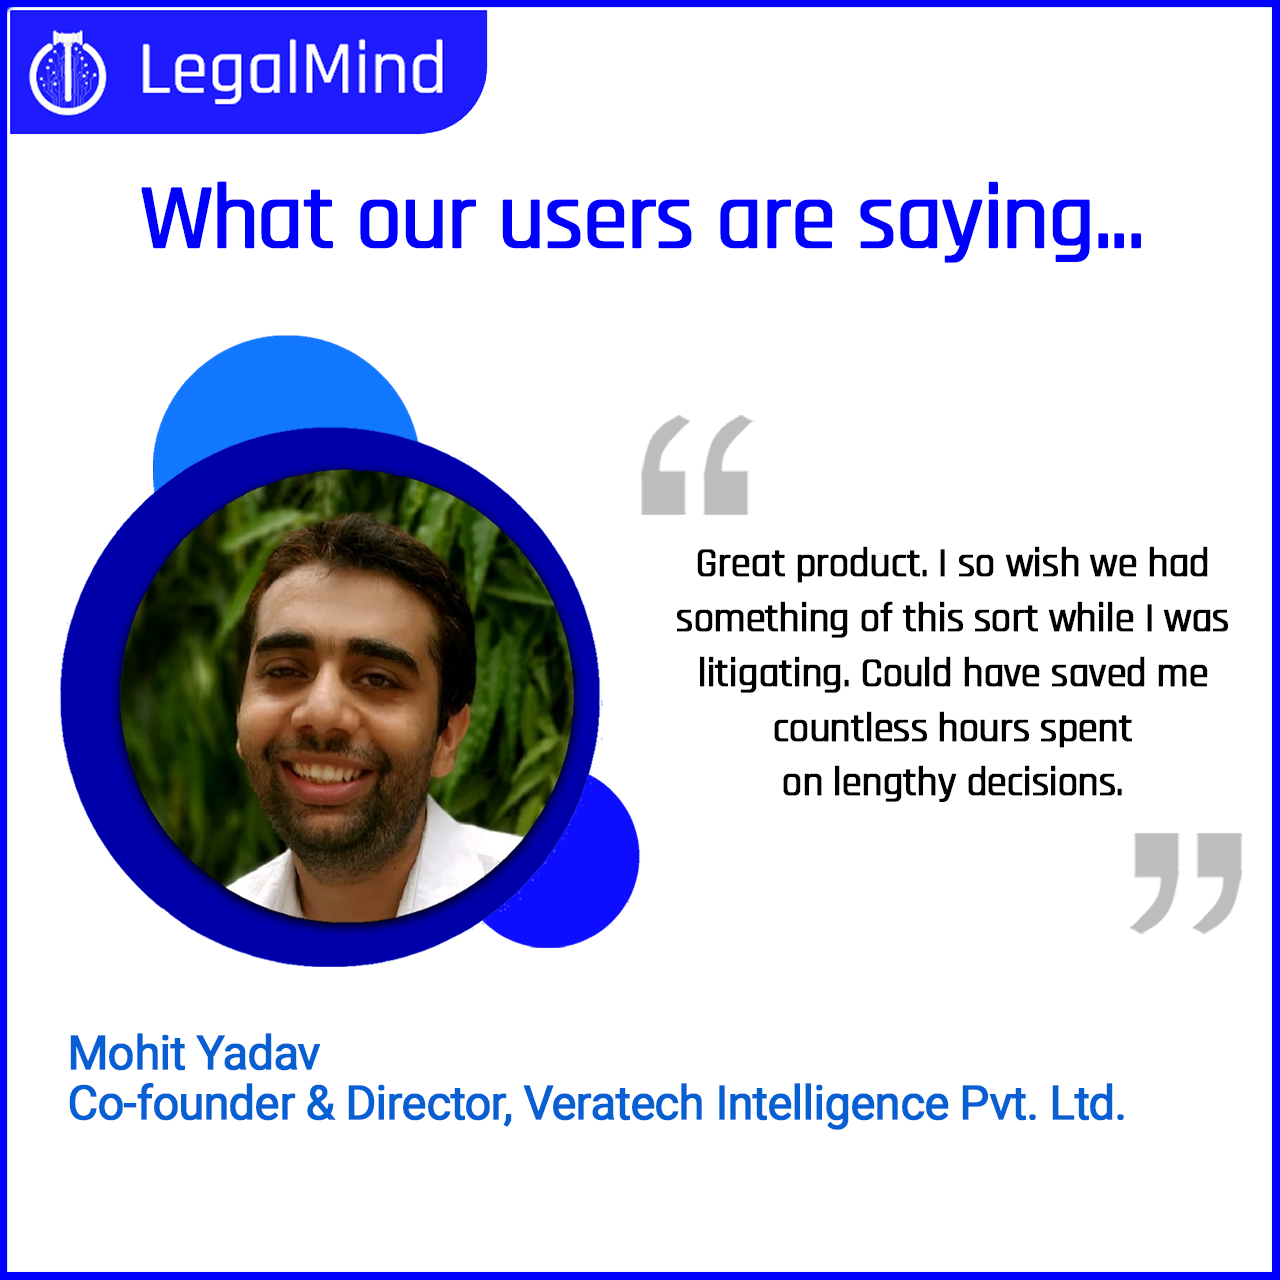 LegalMind
What our users are saying...
“
Great product. I so wish we had
something of this sort while I was
litigating. Could have saved me
countless hours spent
on lengthy decisions.
”
Mohit Yadav
Co-founder & Director, Veratech Intelligence Pvt. Ltd.